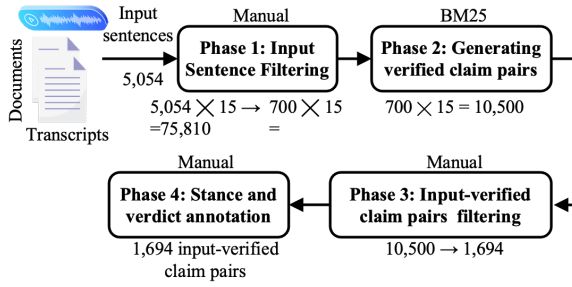 Input
sentences
5,054
Documents
Transcripts
Manual
Phase 1: Input
Sentence Filtering
5,054 ✕ 15 → 700 ✕ 15
=75,810 =
BM25
Phase 2: Generating
verified claim pairs
700 ✕ 15 = 10,500
Manual
Phase 3: Input-verified
claim pairs filtering
10,500 → 1,694
Manual
Phase 4: Stance and
verdict annotation
1,694 input-verified
claim pairs